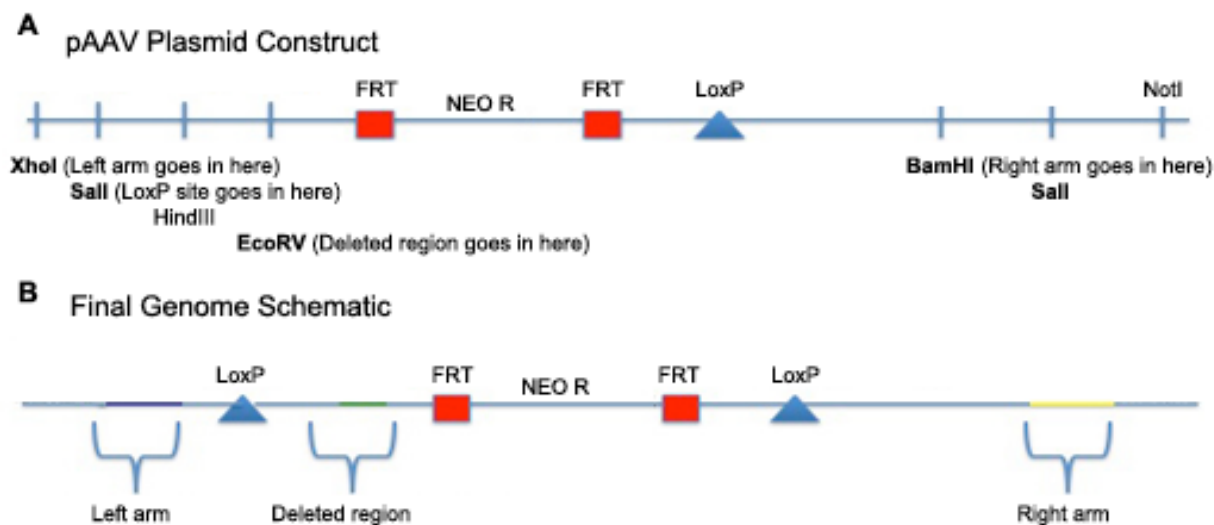 A
pAAV Plasmid Construct
FRT
NEO R
FRT
LoxP
NotI
XhoI (Left arm goes in here)
SalI (LoxP site goes in here)
HindIII
EcoRV (Deleted region goes in here)
BamHI (Right arm goes in here)
SalI
B
Final Genome Schematic
LoxP
FRT
NEO R
FRT
LoxP
Left arm
Deleted region
Right arm